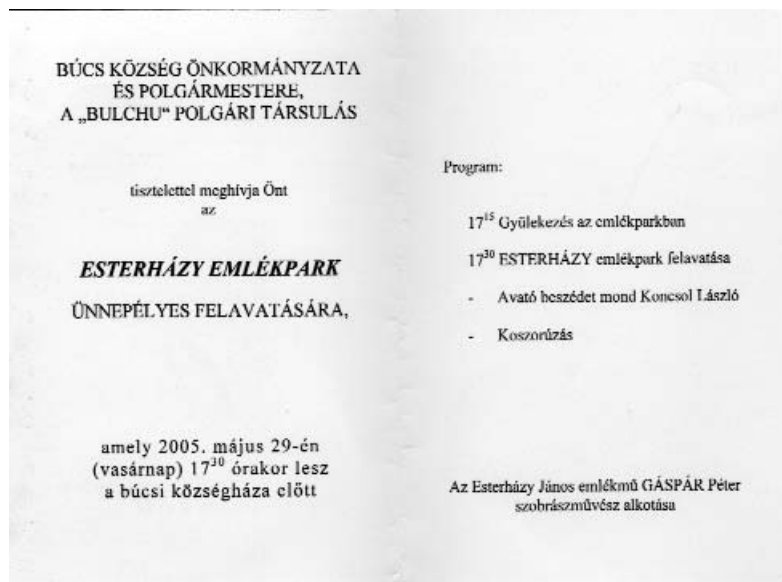 BÚCS KÖZSÉG ÖNKORMÁNYZATA
ÉS POLGÁRMESTERE,
A „BULCHU“ POLGÁRI TÁRSULÁS
tisztelettel meghívja Önt
az
ESTERHÁZY EMLÉKPARK
ÜNNEPÉLYES FELAVATÁSÁRA,
amely 2005. május 29-én
(vasárnap) 17³⁰ órakor lesz
a búcsi községháza előtt
Program:
17¹⁵ Gyülekezés az emlékparkban
17³⁰ ESTERHÁZY emlékpark felavatása
- Avató beszédet mond Koncsol László
- Koszorúzás
Az Esterházy János emlékmű GÁSPÁR Péter
szobrászművész alkotása